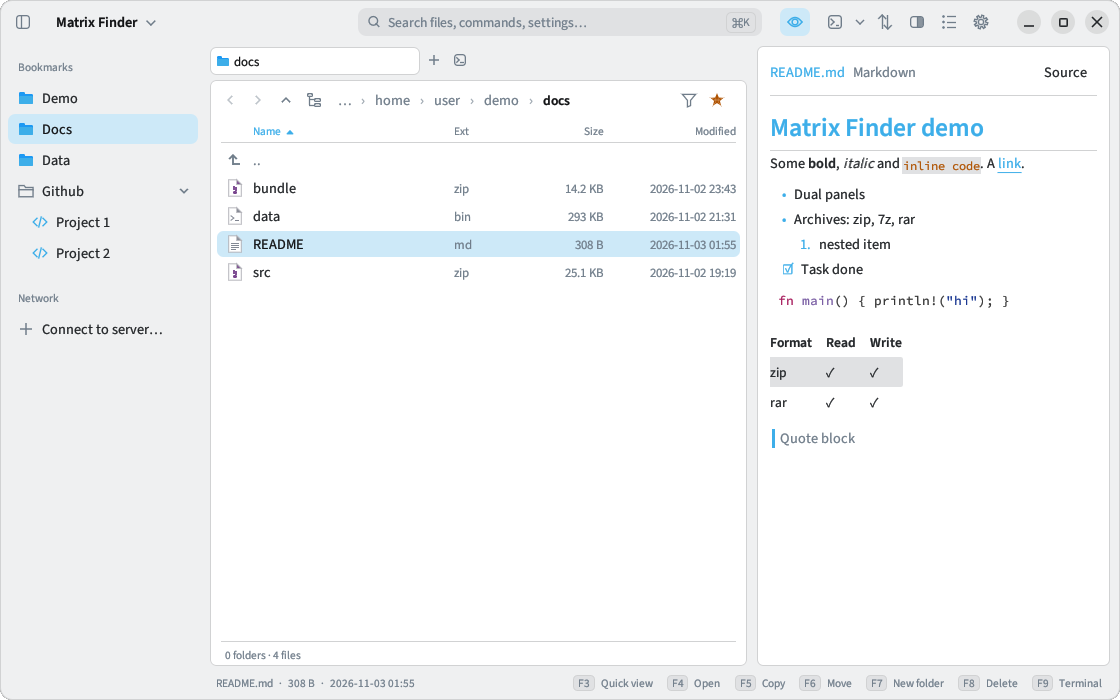 Matrix Finder
Search files, commands, settings…
⌘K
Bookmarks
Demo
Docs
Data
Github
Project 1
Project 2
Network
Connect to server…
docs
… › home › user › demo › docs
Name Ext Size Modified
..
bundle zip 14.2 KB 2026-11-02 23:43
data bin 293 KB 2026-11-02 21:31
README md 308 B 2026-11-03 01:55
src zip 25.1 KB 2026-11-02 19:19
0 folders · 4 files
README.md Markdown Source
Matrix Finder demo
Some bold, italic and inline code. A link.
• Dual panels
• Archives: zip, 7z, rar
1. nested item
Task done
fn main() { println!("hi"); }
Format Read Write
zip ✓ ✓
rar ✓ ✓
Quote block
README.md · 308 B · 2026-11-03 01:55
F3 Quick view F4 Open F5 Copy F6 Move F7 New folder F8 Delete F9 Terminal